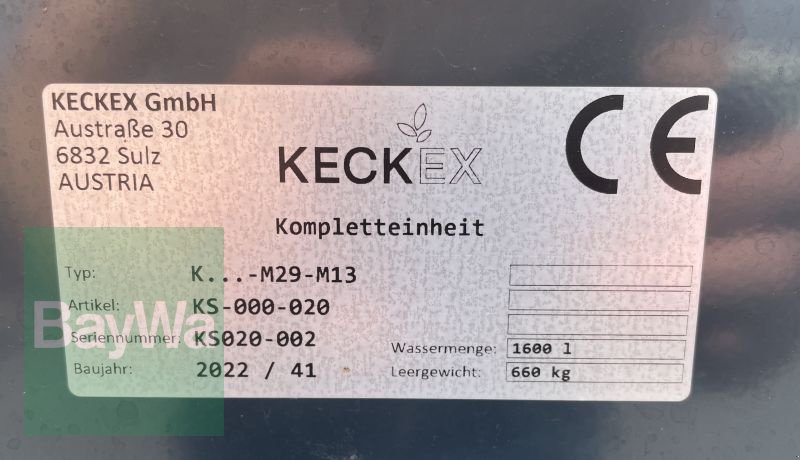 KECKEX GmbH
Austraße 30
6832 Sulz
AUSTRIA
KECKEX
CE
Kompletteinheit
Typ: K...-M29-M13
Artikel: KS-000-020
Seriennummer: KS020-002
Baujahr: 2022 / 41
Wassermenge: 1600 l
Leergewicht: 660 kg
BayWa